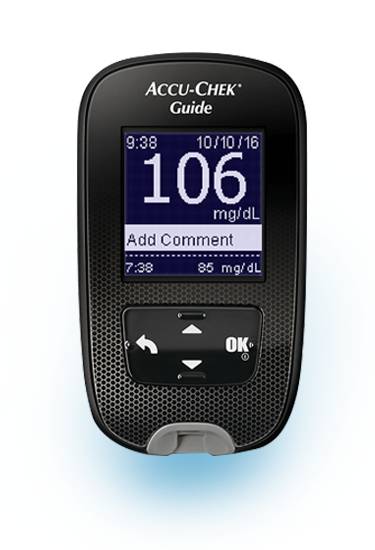 ACCU-CHEK®
Guide
9:38 10/10/16
106
mg/dL
Add Comment
7:38 85 mg/dL
OK